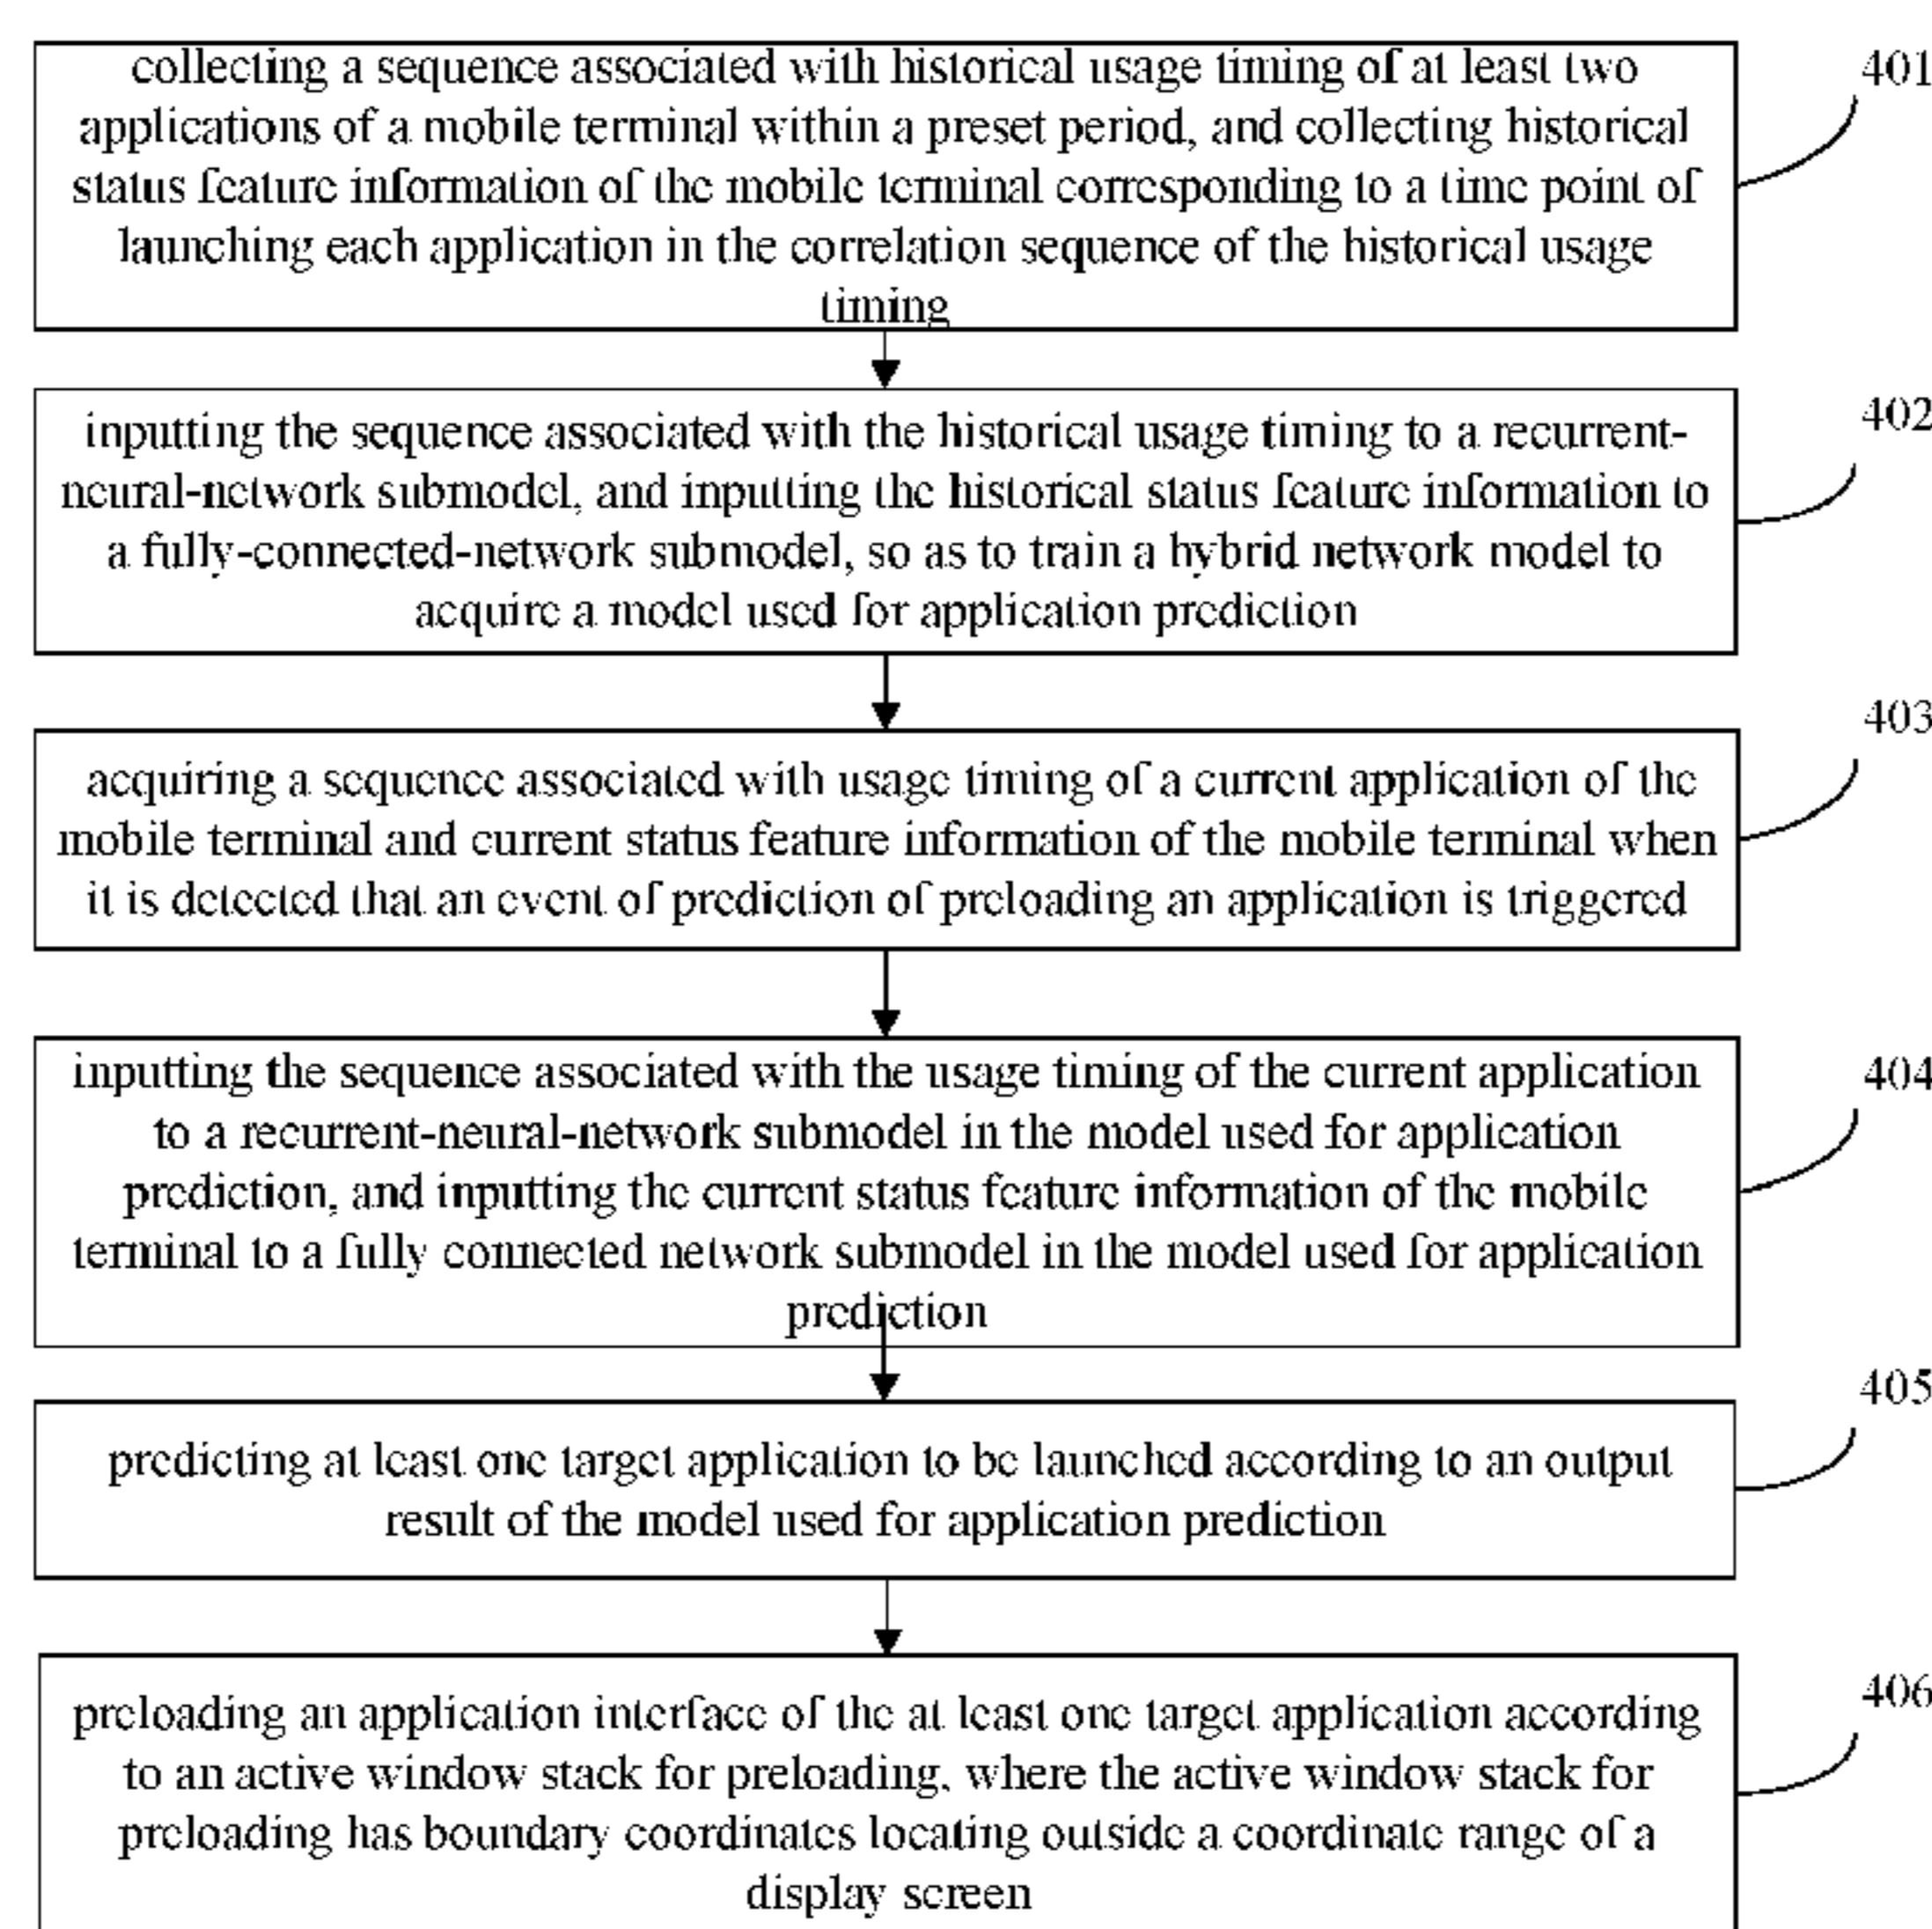 collecting a sequence associated with historical usage timing of at least two
applications of a mobile terminal within a preset period, and collecting historical
status feature information of the mobile terminal corresponding to a time point of
launching each application in the correlation sequence of the historical usage
timing
401
inputting the sequence associated with the historical usage timing to a recurrent-
neural-network submodel, and inputting the historical status feature information to
a fully-connected-network submodel, so as to train a hybrid network model to
acquire a model used for application prediction
402
acquiring a sequence associated with usage timing of a current application of the
mobile terminal and current status feature information of the mobile terminal when
it is detected that an event of prediction of preloading an application is triggered
403
inputting the sequence associated with the usage timing of the current application
to a recurrent-neural-network submodel in the model used for application
prediction, and inputting the current status feature information of the mobile
terminal to a fully connected network submodel in the model used for application
prediction
404
predicting at least one target application to be launched according to an output
result of the model used for application prediction
405
preloading an application interface of the at least one target application according
to an active window stack for preloading, where the active window stack for
preloading has boundary coordinates locating outside a coordinate range of a
display screen
406